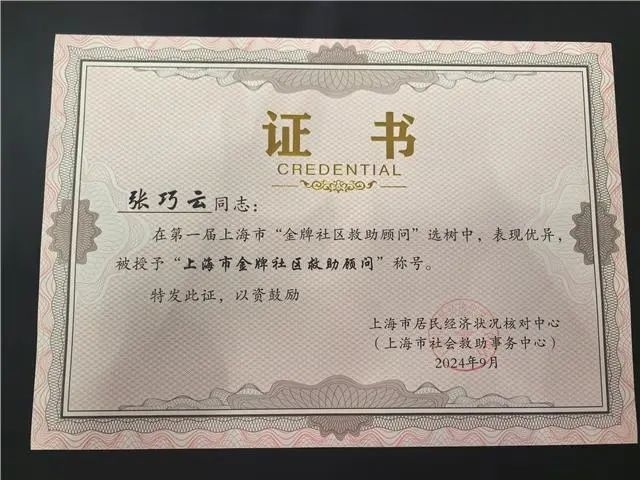 证 书
CREDENTIAL
张巧云同志：
在第一届上海市“金牌社区救助顾问”选树中，表现优异，
被授予“上海市金牌社区救助顾问”称号。
特发此证，以资鼓励
上海市居民经济状况核对中心
（上海市社会救助事务中心）
2024年9月